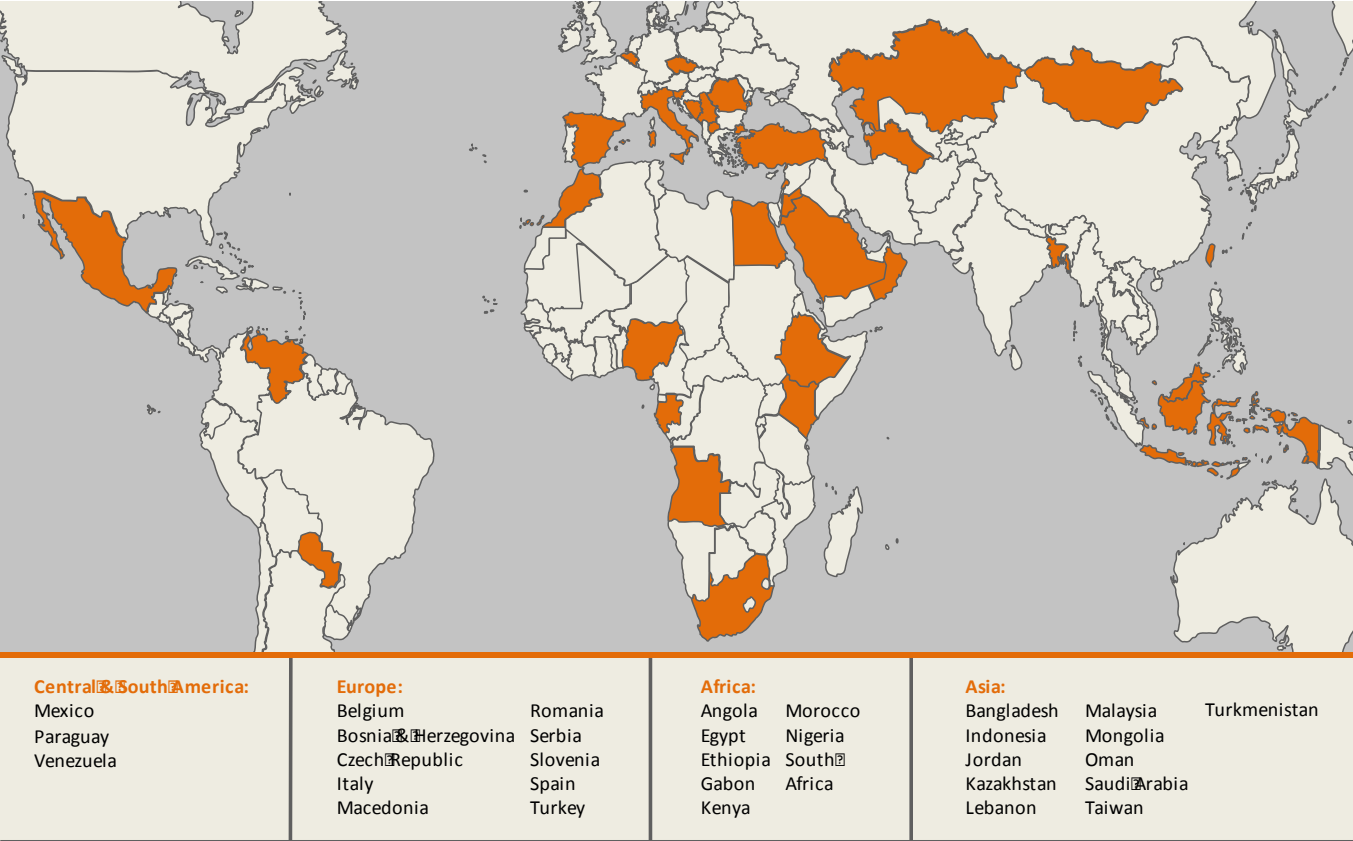 Central & South America:
Mexico
Paraguay
Venezuela
Europe:
Belgium
Bosnia & Herzegovina
Czech Republic
Italy
Macedonia
Romania
Serbia
Slovenia
Spain
Turkey
Africa:
Angola
Egypt
Ethiopia
Gabon
Kenya
Morocco
Nigeria
South
Africa
Asia:
Bangladesh
Indonesia
Jordan
Kazakhstan
Lebanon
Malaysia
Mongolia
Oman
Saudi Arabia
Taiwan
Turkmenistan